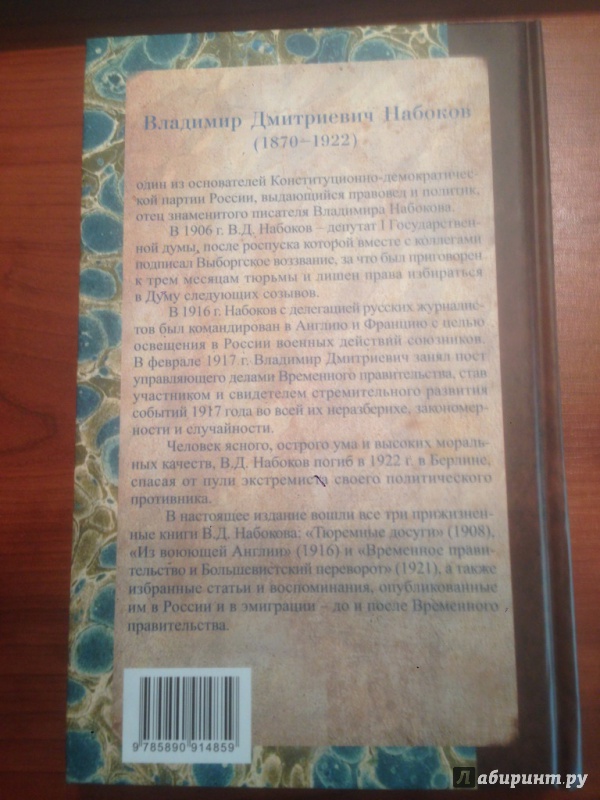 Владимир Дмитриевич Набоков
(1870–1922)
один из основателей Конституционно-демократичес-
кой партии России, выдающийся правовед и политик,
отец знаменитого писателя Владимира Набокова.
В 1906 г. В.Д. Набоков – депутат I Государствен-
ной думы, после роспуска которой вместе с коллегами
подписал Выборгское воззвание, за что был приговорен
к трем месяцам тюрьмы и лишен права избираться
в Думу следующих созывов.
В 1916 г. Набоков с делегацией русских журналис-
тов был командирован в Англию и Францию с целью
освещения в России военных действий союзников.
В феврале 1917 г. Владимир Дмитриевич занял пост
управляющего делами Временного правительства, став
участником и свидетелем стремительного развития
событий 1917 года во всей их неразберихе, закономер-
ности и случайности.
Человек ясного, острого ума и высоких мораль-
ных качеств, В.Д. Набоков погиб в 1922 г. в Берлине,
спасая от пули экстремиста своего политического
противника.
В настоящее издание вошли все три прижизнен-
ные книги В.Д. Набокова: «Тюремные досуги» (1908),
«Из воюющей Англии» (1916) и «Временное прави-
тельство и Большевистский переворот» (1921), а также
избранные статьи и воспоминания, опубликованные
им в России и в эмиграции – до и после Временного
правительства.
9 785890 914859
Лабиринт.ру